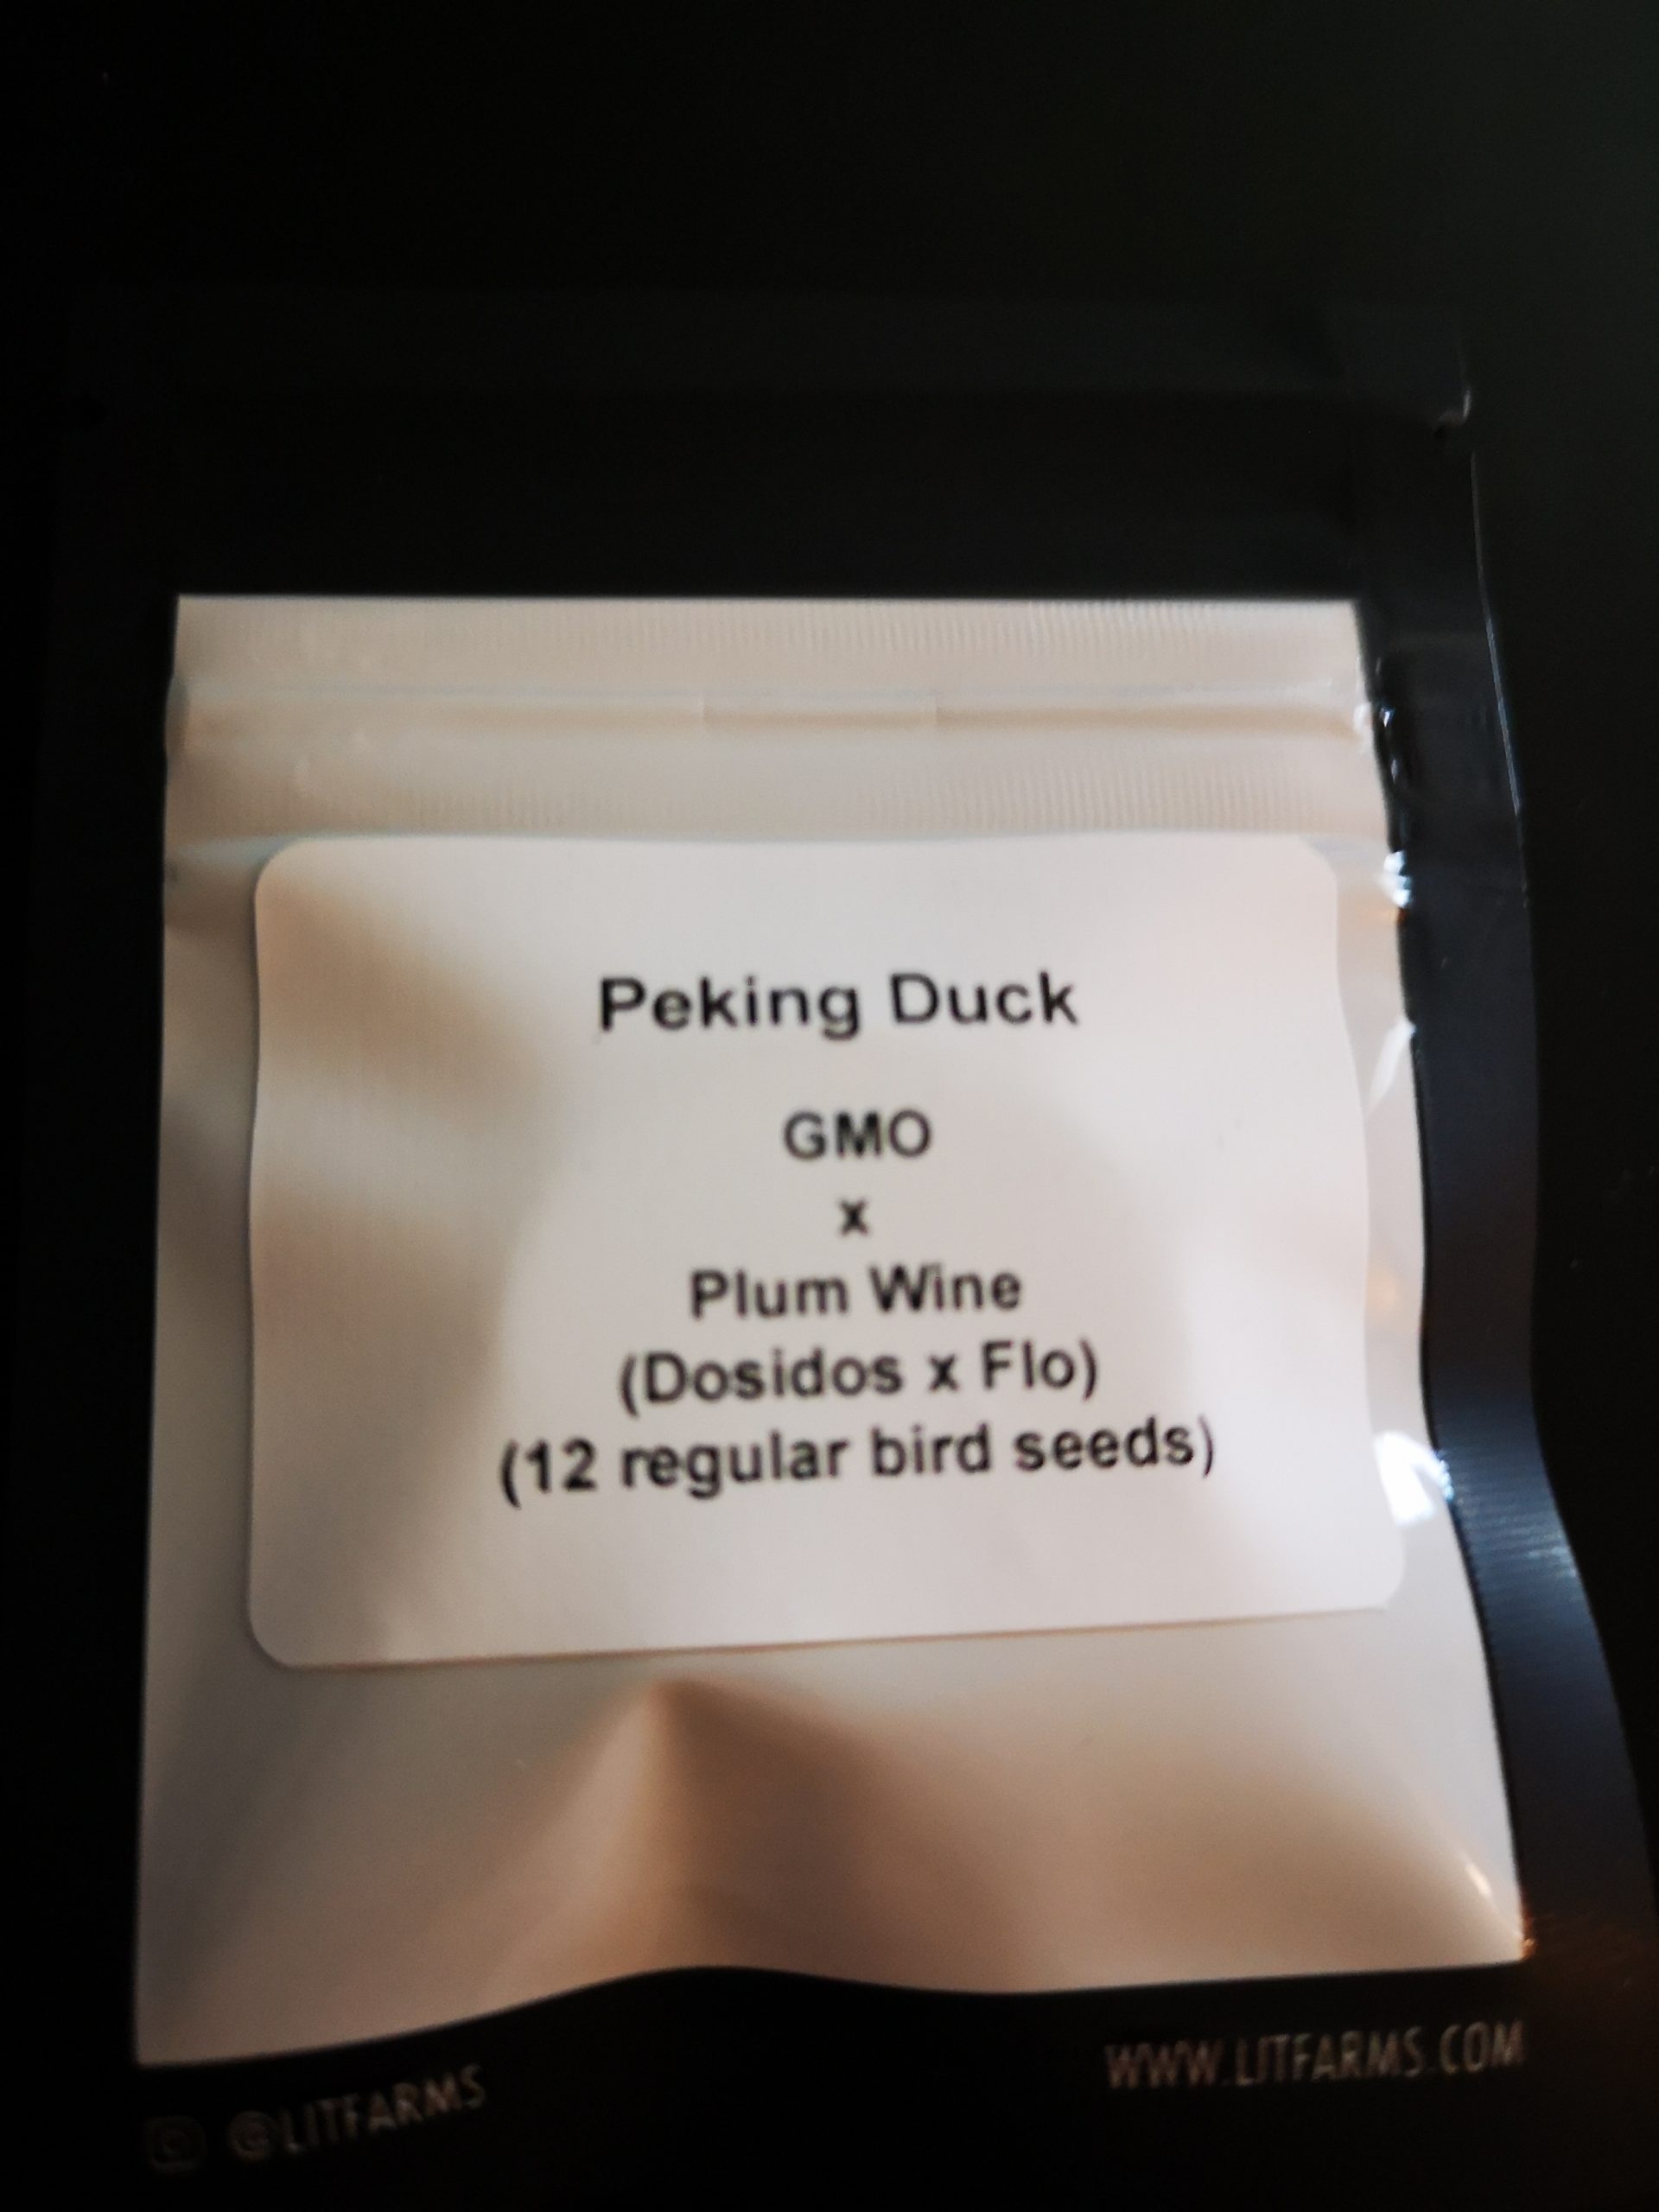 Peking Duck
GMO
x
Plum Wine
(Dosidos x Flo)
(12 regular bird seeds)
@LITFARMS
WWW.LITFARMS.COM